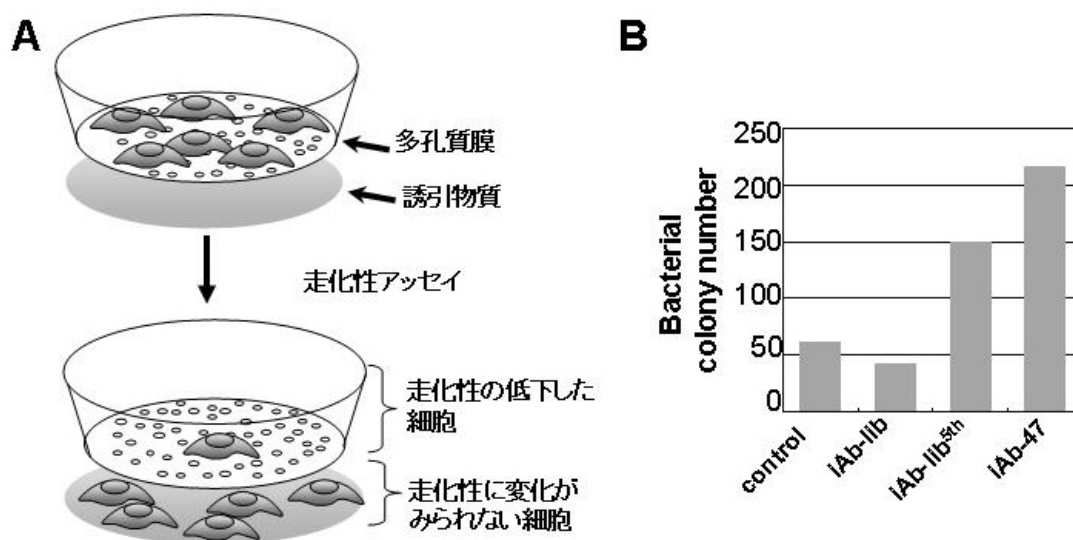 A
多孔質膜
誘引物質
走化性アッセイ
走化性の低下した
細胞
走化性に変化が
みられない細胞
B
Bacterial
colony number
250
200
150
100
50
0
control
iAb-lib
iAb-lib5th
iAb-47